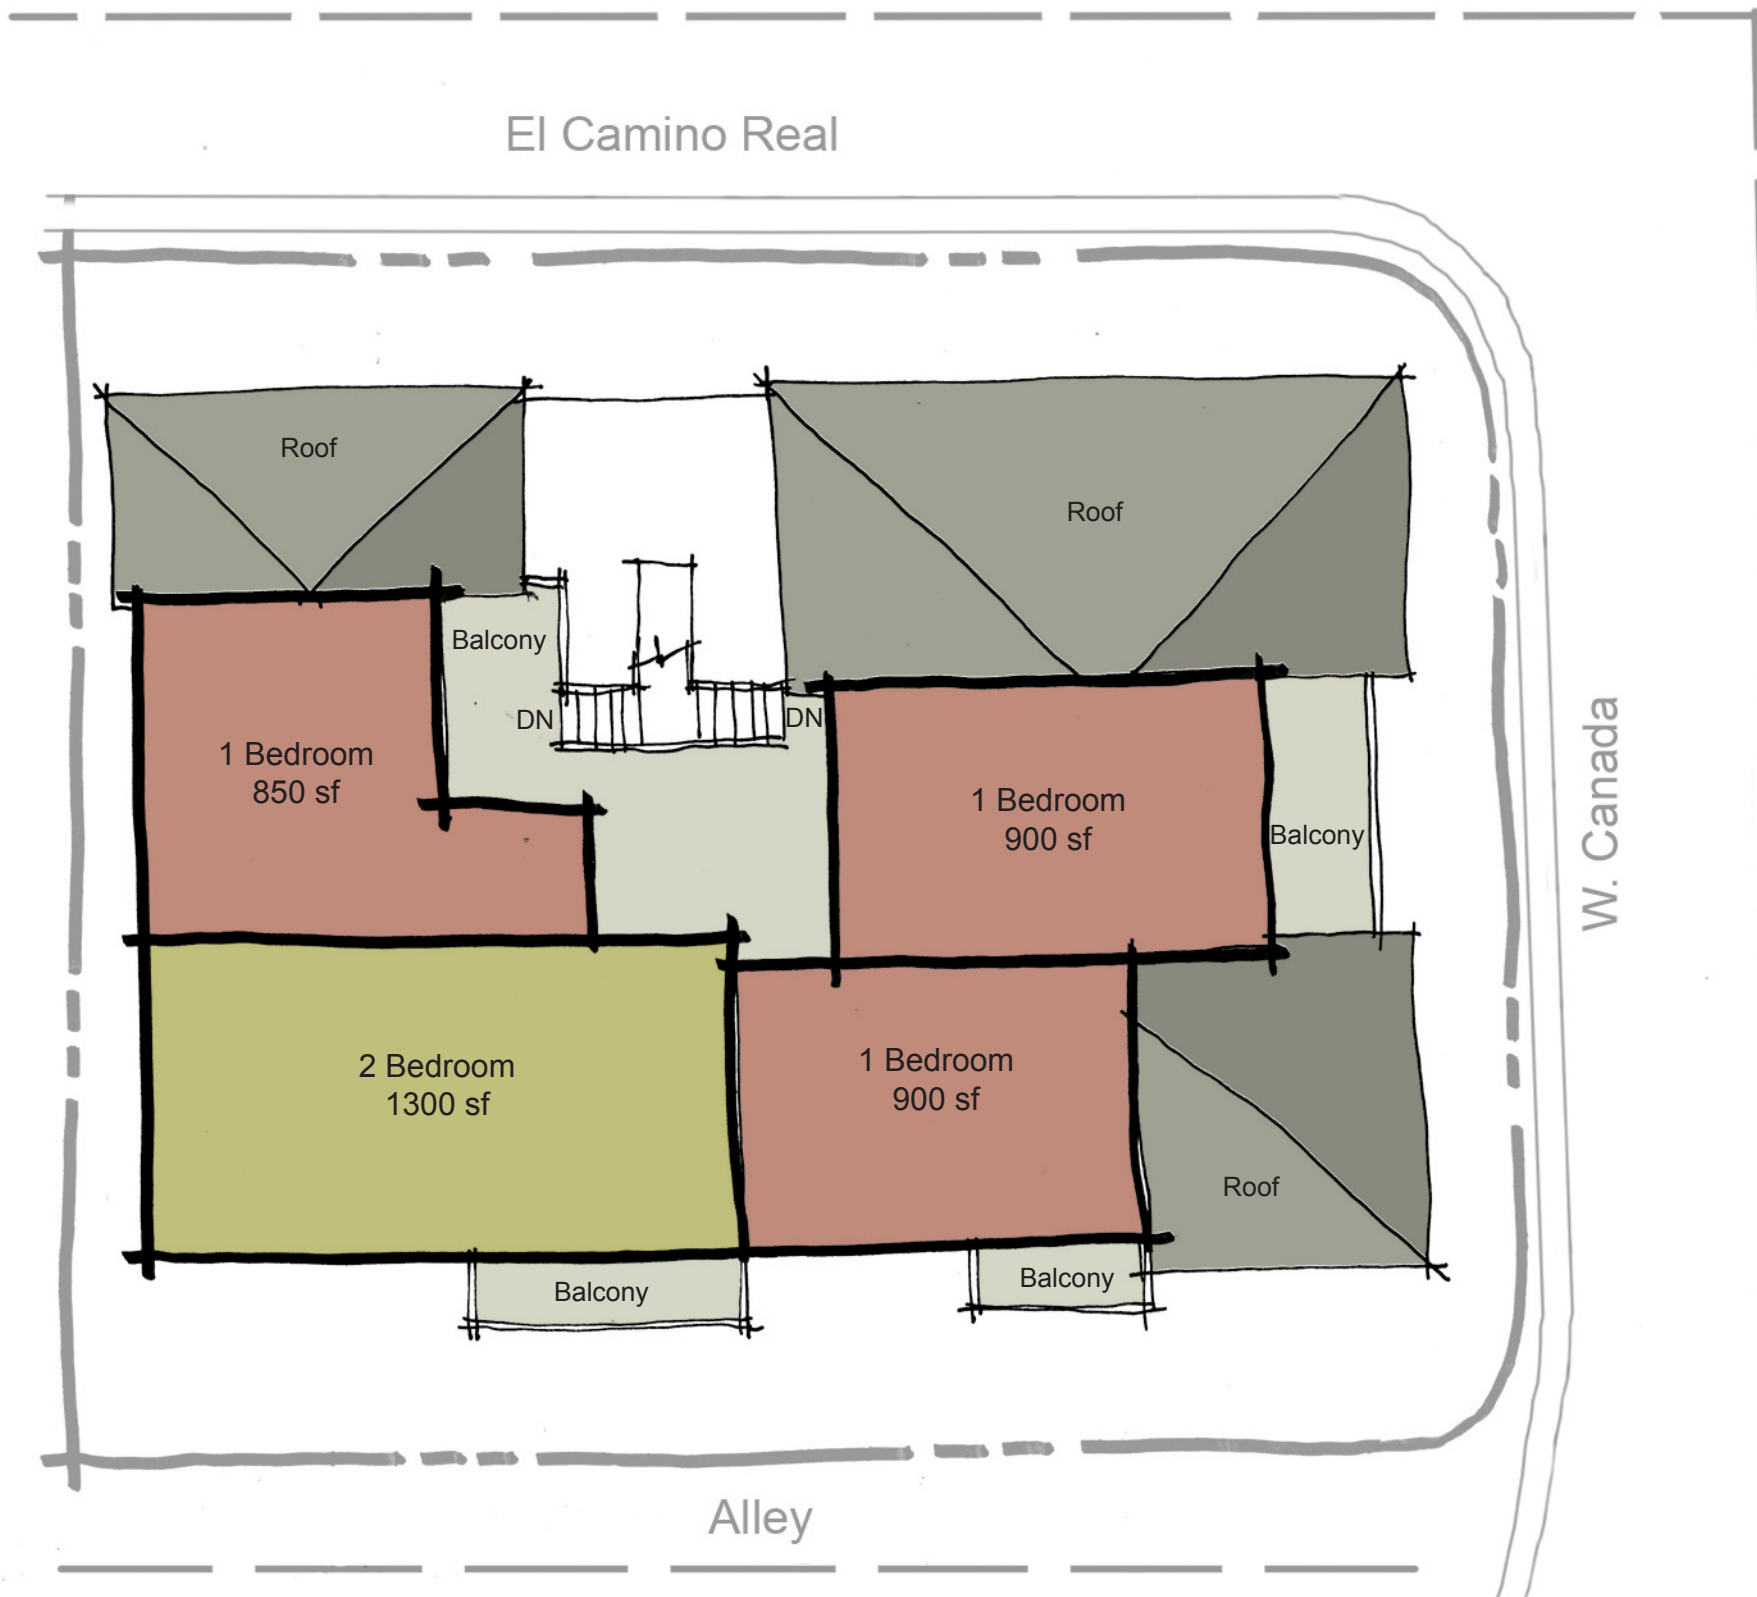 El Camino Real
Roof
Roof
Balcony
DN
DN
1 Bedroom
850 sf
1 Bedroom
900 sf
Balcony
W. Canada
2 Bedroom
1300 sf
1 Bedroom
900 sf
Roof
Balcony
Balcony
Alley